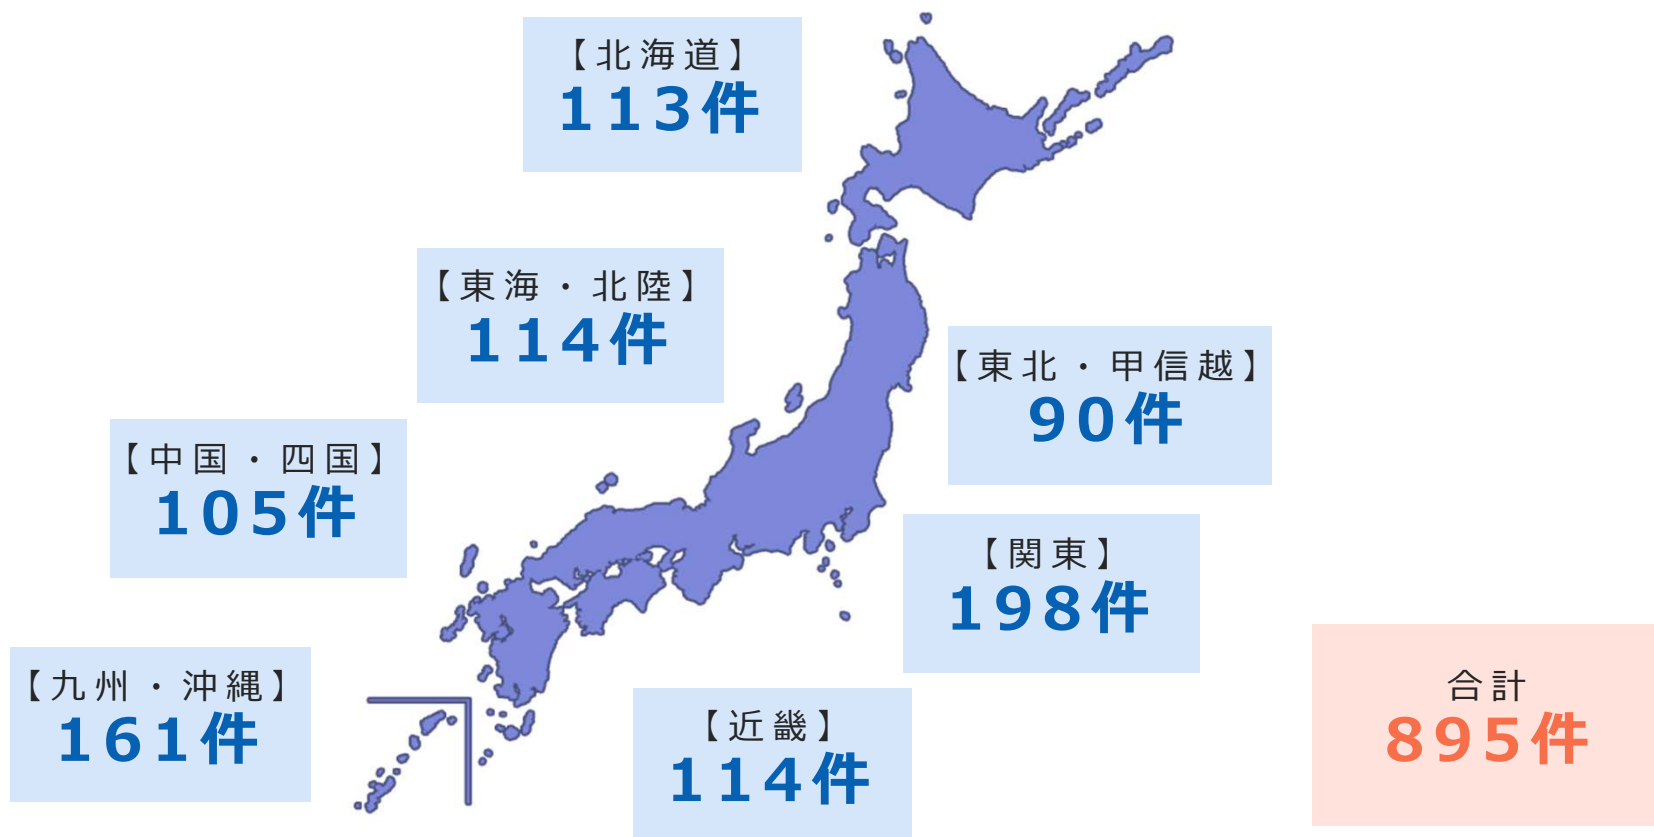 【北海道】
113件
【東海・北陸】
114件
【東北・甲信越】
90件
【中国・四国】
105件
【関東】
198件
【九州・沖縄】
161件
【近畿】
114件
合計
895件